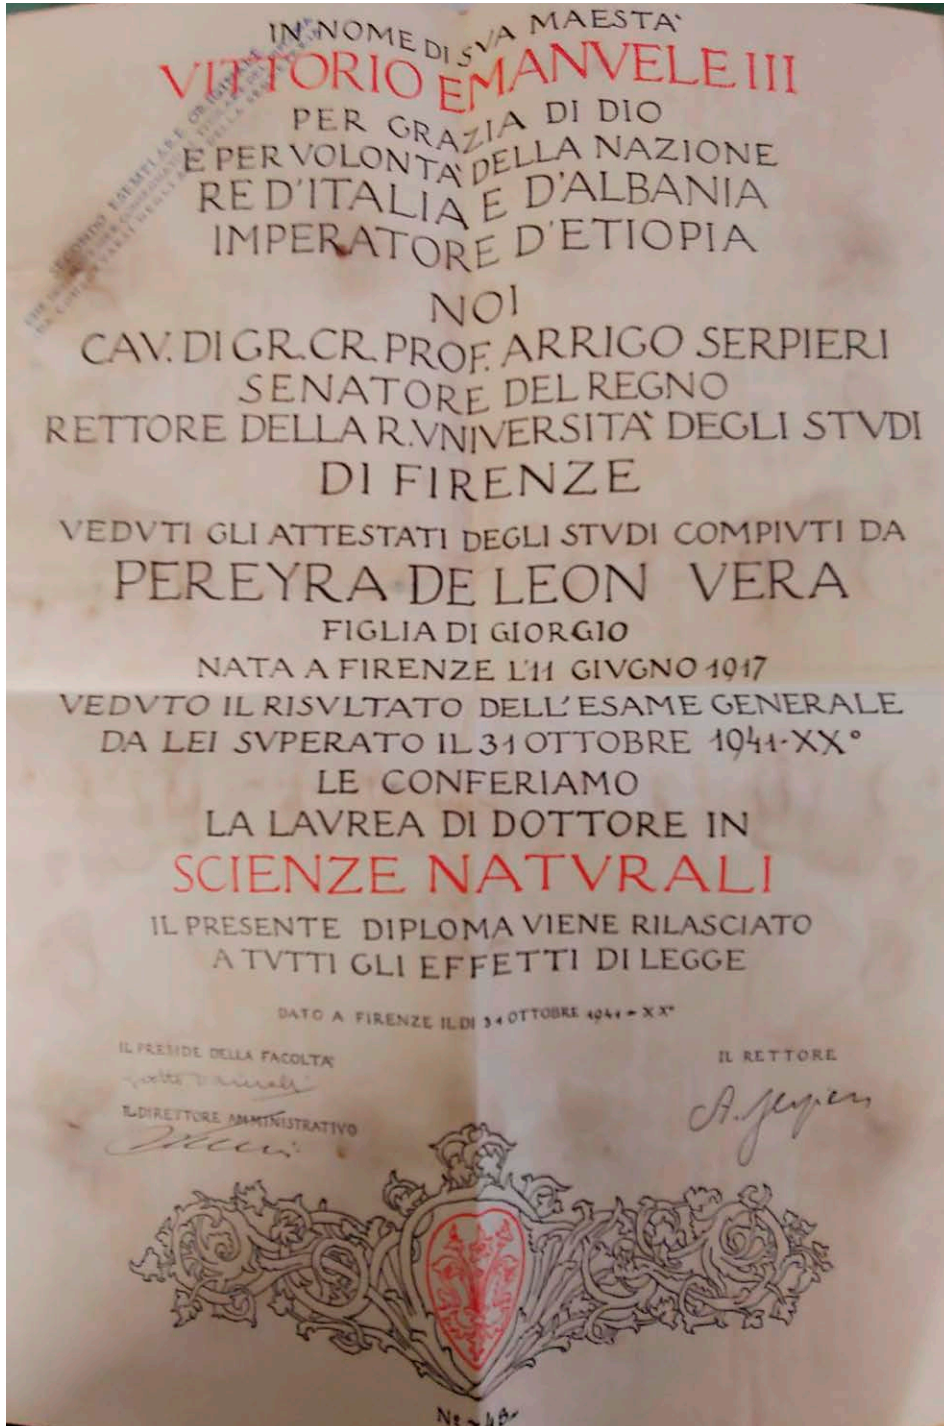 IN NOME DI SVA MAESTA'
VITTORIO EMANVELE III
PER GRAZIA DI DIO
E PER VOLONTA' DELLA NAZIONE
RE D'ITALIA E D'ALBANIA
IMPERATORE D'ETIOPIA
SECONDO ESEMPLARE
NOI
CAV. DI GR. CR. PROF. ARRIGO SERPIERI
SENATORE DEL REGNO
RETTORE DELLA R. VNIVERSITA' DEGLI STVDI
DI FIRENZE
VEDVTI GLI ATTESTATI DEGLI STVDI COMPIVTI DA
PEREYRA DE LEON VERA
FIGLIA DI GIORGIO
NATA A FIRENZE L'11 GIVGNO 1917
VEDVTO IL RISVLTATO DELL'ESAME GENERALE
DA LEI SVPERATO IL 31 OTTOBRE 1941-XX°
LE CONFERIAMO
LA LAVREA DI DOTTORE IN
SCIENZE NATVRALI
IL PRESENTE DIPLOMA VIENE RILASCIATO
A TVTTI GLI EFFETTI DI LEGGE
DATO A FIRENZE IL DI 31 OTTOBRE 1941-XX°
IL PRESIDE DELLA FACOLTA'
IL DIRETTORE AMMINISTRATIVO
IL RETTORE
A. Serpieri
No - 48-